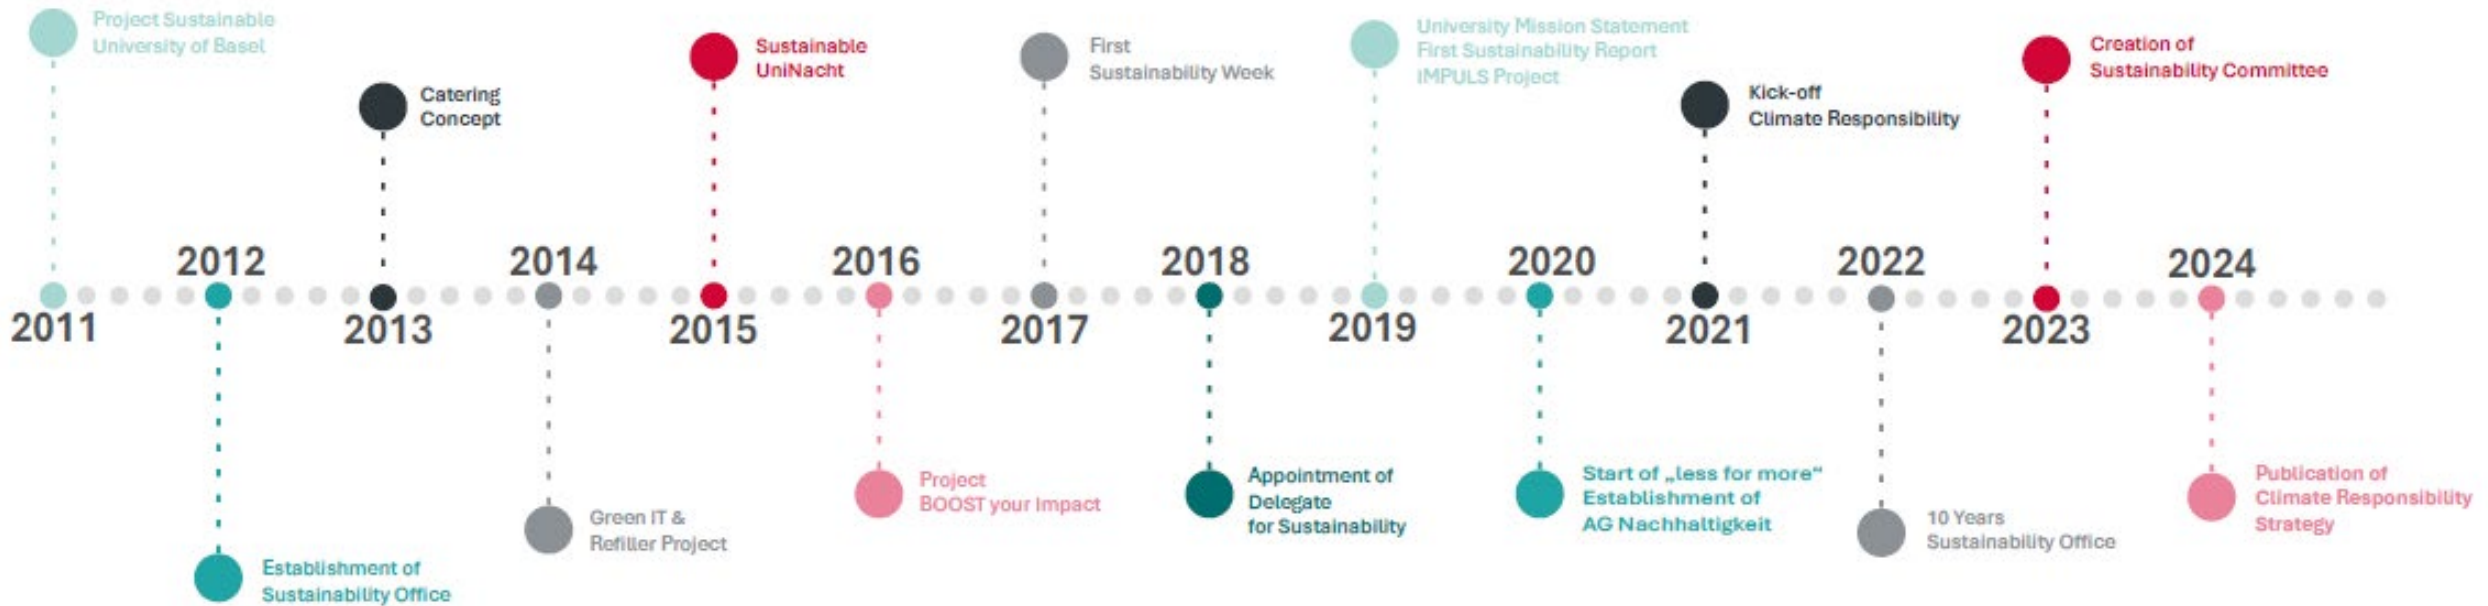 Project Sustainable
University of Basel
2011
2012
Establishment of
Sustainability Office
Catering
Concept
2013
2014
Green IT &
Refiller Project
Sustainable
UniNacht
2015
2016
Project
BOOST your Impact
First
Sustainability Week
2017
2018
Appointment of
Delegate
for Sustainability
University Mission Statement
First Sustainability Report
IMPULS Project
2019
2020
Start of „less for more“
Establishment of
AG Nachhaltigkeit
Kick-off
Climate Responsibility
2021
2022
10 Years
Sustainability Office
Creation of
Sustainability Committee
2023
2024
Publication of
Climate Responsibility
Strategy